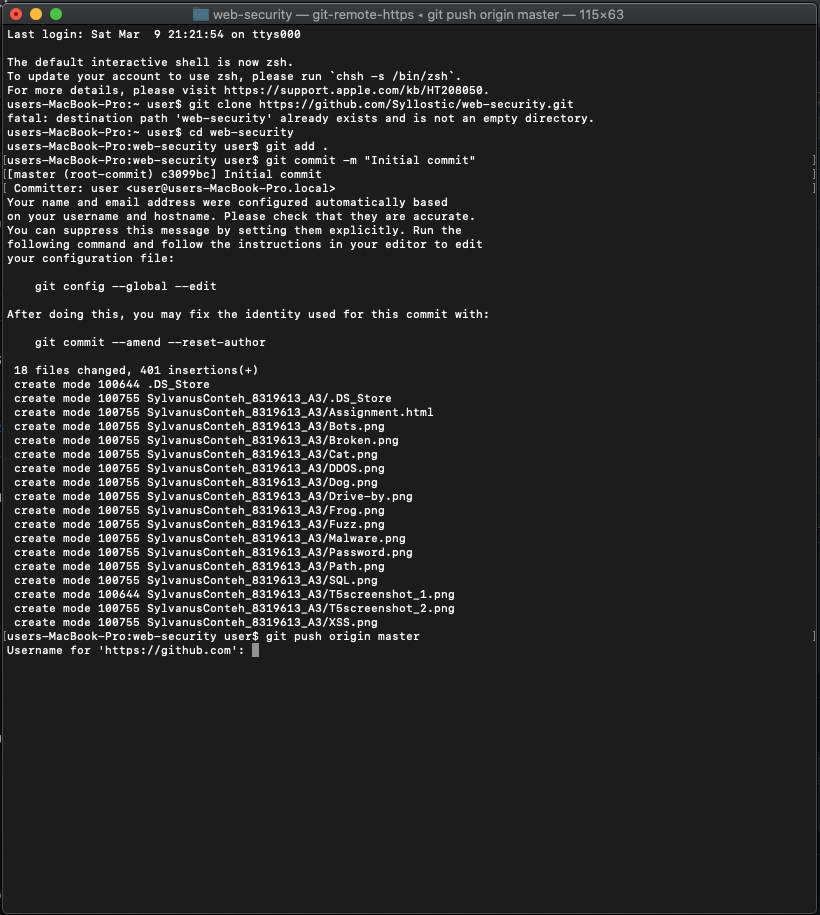 web-security — git-remote-https ◂ git push origin master — 115×63
Last login: Sat Mar  9 21:21:54 on ttys000
The default interactive shell is now zsh.
To update your account to use zsh, please run `chsh -s /bin/zsh`.
For more details, please visit https://support.apple.com/kb/HT208050.
users-MacBook-Pro:~ user$ git clone https://github.com/Syllostic/web-security.git
fatal: destination path 'web-security' already exists and is not an empty directory.
users-MacBook-Pro:~ user$ cd web-security
users-MacBook-Pro:web-security user$ git add .
[users-MacBook-Pro:web-security user$ git commit -m "Initial commit" ]
[[master (root-commit) c3099bc] Initial commit ]
[ Committer: user <user@users-MacBook-Pro.local> ]
Your name and email address were configured automatically based
on your username and hostname. Please check that they are accurate.
You can suppress this message by setting them explicitly. Run the
following command and follow the instructions in your editor to edit
your configuration file:
    git config --global --edit
After doing this, you may fix the identity used for this commit with:
    git commit --amend --reset-author
 18 files changed, 401 insertions(+)
 create mode 100644 .DS_Store
 create mode 100755 SylvanusConteh_8319613_A3/.DS_Store
 create mode 100755 SylvanusConteh_8319613_A3/Assignment.html
 create mode 100755 SylvanusConteh_8319613_A3/Bots.png
 create mode 100755 SylvanusConteh_8319613_A3/Broken.png
 create mode 100755 SylvanusConteh_8319613_A3/Cat.png
 create mode 100755 SylvanusConteh_8319613_A3/DDOS.png
 create mode 100755 SylvanusConteh_8319613_A3/Dog.png
 create mode 100755 SylvanusConteh_8319613_A3/Drive-by.png
 create mode 100755 SylvanusConteh_8319613_A3/Frog.png
 create mode 100755 SylvanusConteh_8319613_A3/Fuzz.png
 create mode 100755 SylvanusConteh_8319613_A3/Malware.png
 create mode 100755 SylvanusConteh_8319613_A3/Password.png
 create mode 100755 SylvanusConteh_8319613_A3/Path.png
 create mode 100755 SylvanusConteh_8319613_A3/SQL.png
 create mode 100644 SylvanusConteh_8319613_A3/T5screenshot_1.png
 create mode 100755 SylvanusConteh_8319613_A3/T5screenshot_2.png
 create mode 100755 SylvanusConteh_8319613_A3/XSS.png
[users-MacBook-Pro:web-security user$ git push origin master ]
Username for 'https://github.com':